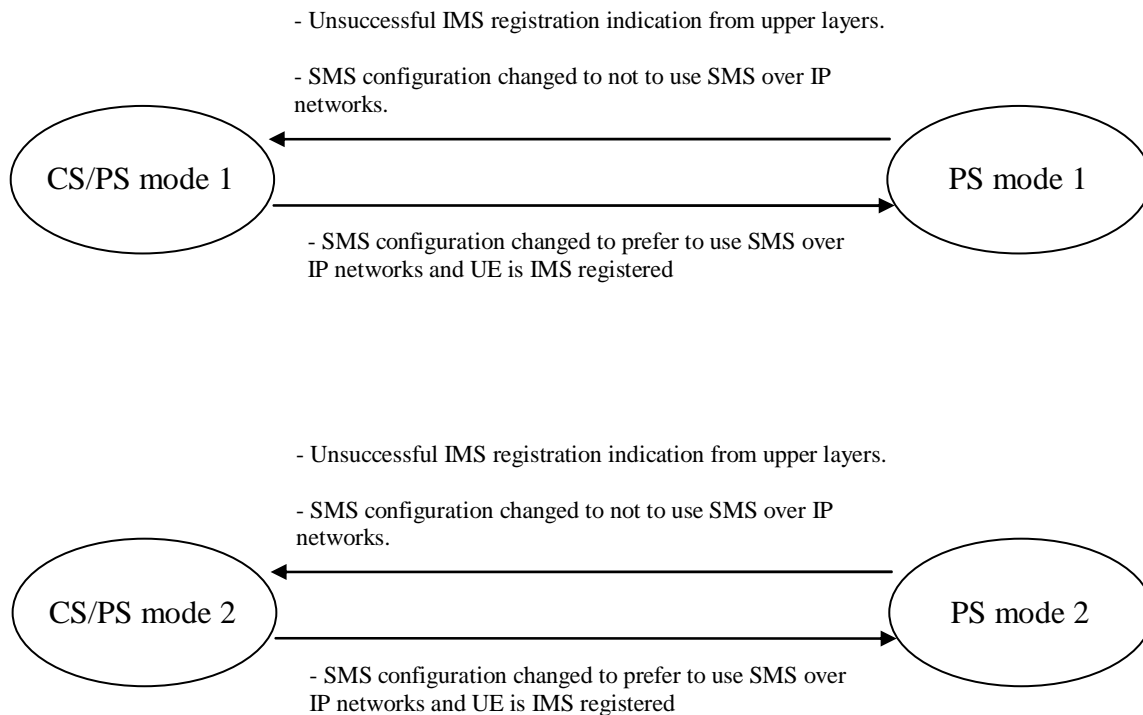 - Unsuccessful IMS registration indication from upper layers.
- SMS configuration changed to not to use SMS over IP
networks.
CS/PS mode 1
PS mode 1
- SMS configuration changed to prefer to use SMS over
IP networks and UE is IMS registered
- Unsuccessful IMS registration indication from upper layers.
- SMS configuration changed to not to use SMS over IP
networks.
CS/PS mode 2
PS mode 2
- SMS configuration changed to prefer to use SMS over
IP networks and UE is IMS registered